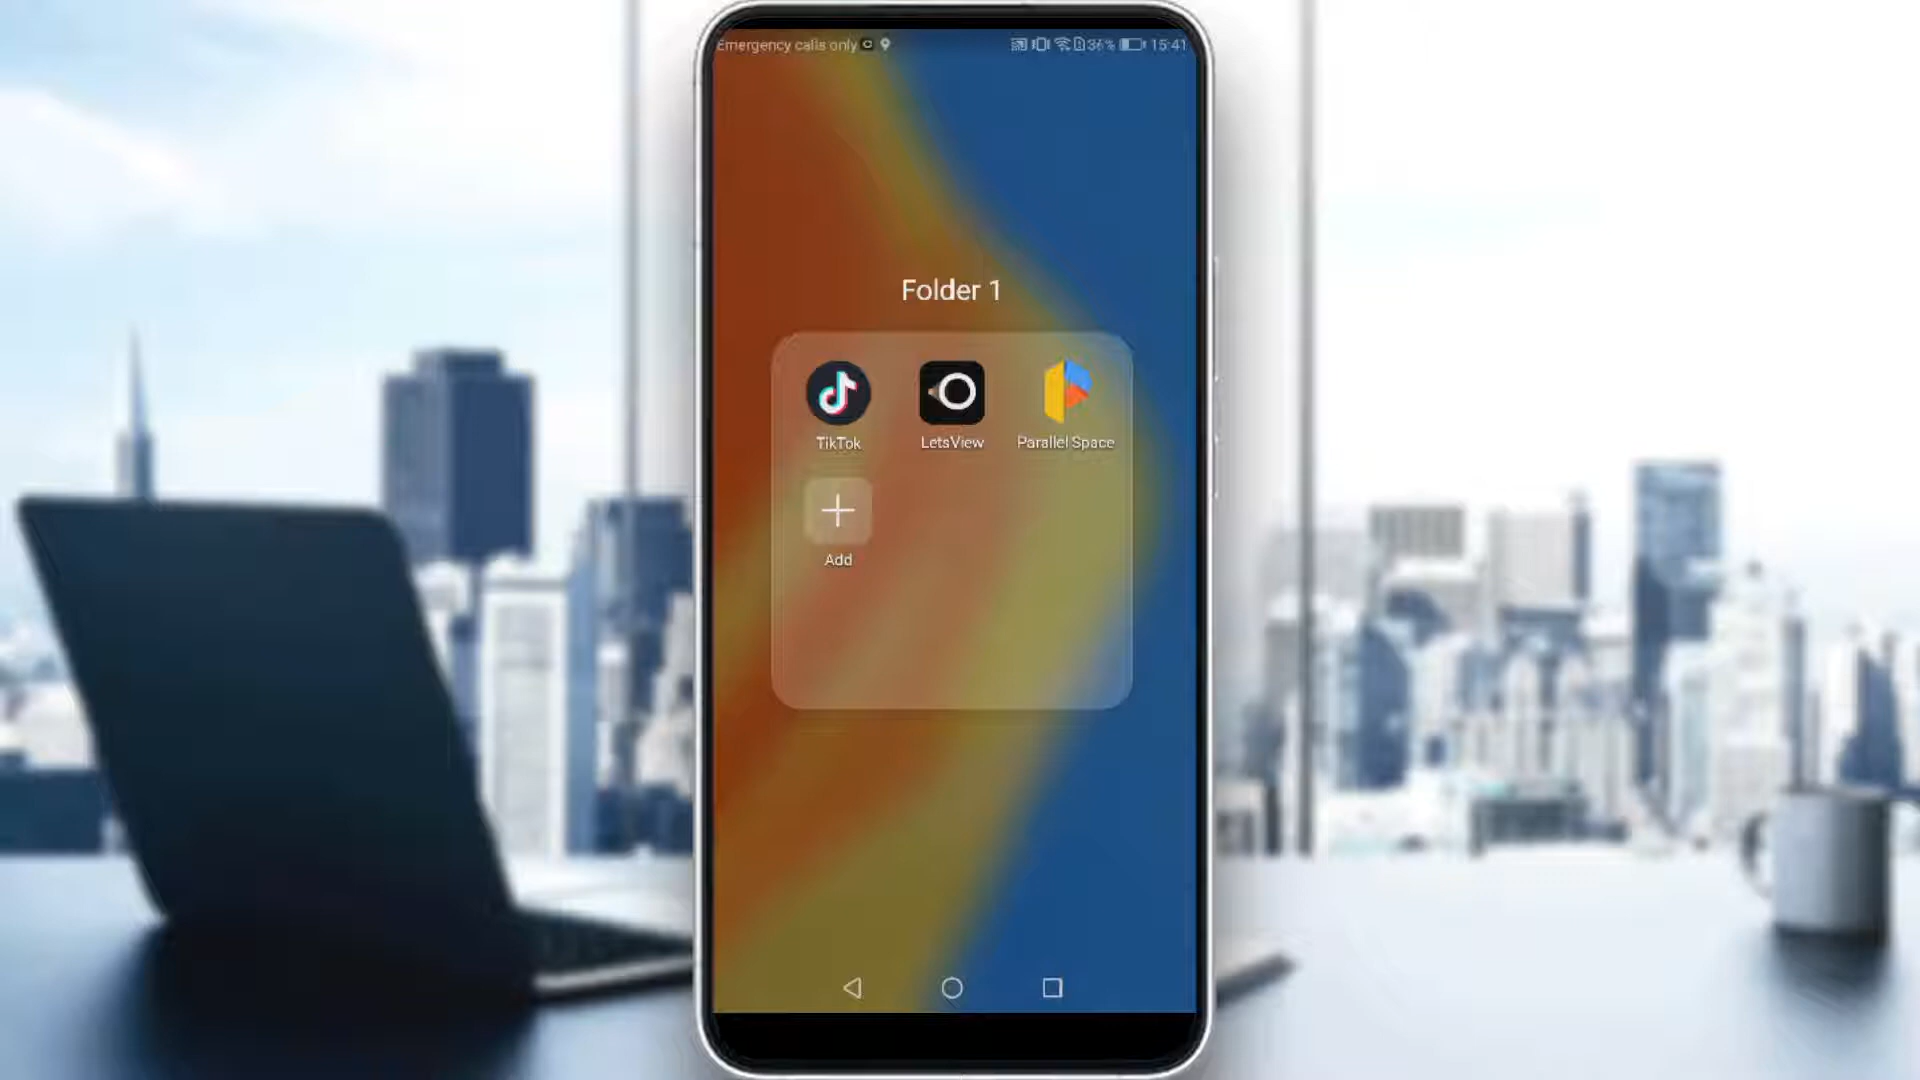 Emergency calls only 36% 15:41
Folder 1
TikTok LetsView Parallel Space
Add